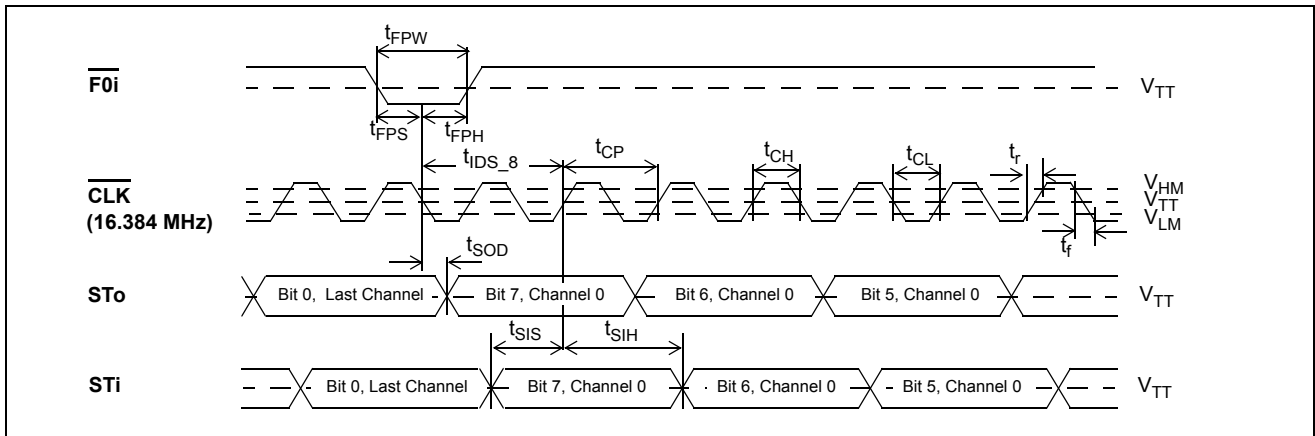 tFPW
F0i
VTT
tFPS
tFPH
tIDS_8
tCP
tCH
tCL
tr
CLK
(16.384 MHz)
VHM
VTT
VLM
tf
tSOD
STo
Bit 0, Last Channel
Bit 7, Channel 0
Bit 6, Channel 0
Bit 5, Channel 0
VTT
tSIS
tSIH
STi
Bit 0, Last Channel
Bit 7, Channel 0
Bit 6, Channel 0
Bit 5, Channel 0
VTT